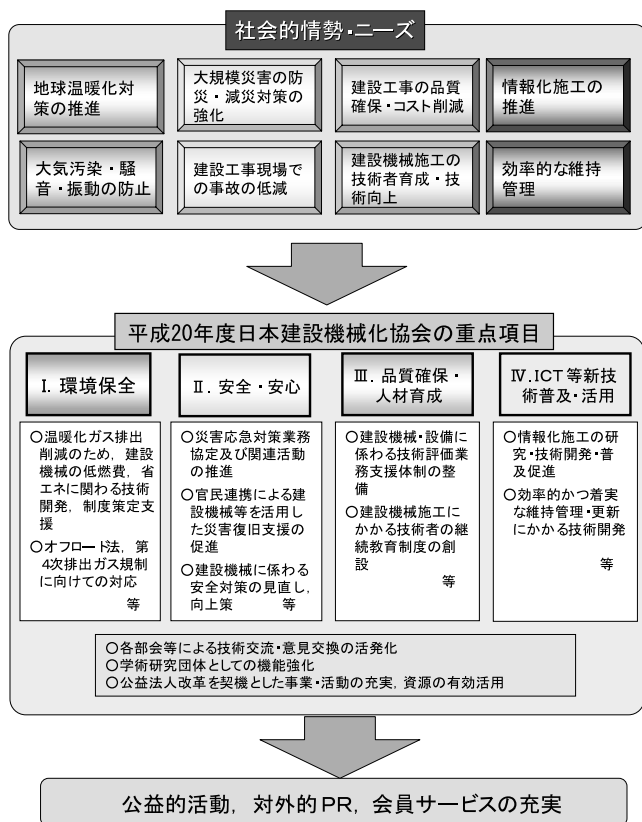 社会的情勢・ニーズ
地球温暖化対
策の推進
大規模災害の防
災・減災対策の
強化
建設工事の品質
確保・コスト削減
情報化施工の
推進
大気汚染・騒
音・振動の防止
建設工事現場で
の事故の低減
建設機械施工の
技術者育成・技
術向上
効率的な維持
管理
平成20年度日本建設機械化協会の重点項目
Ⅰ. 環境保全
○温暖化ガス排出
削減のため，建設
機械の低燃費，省
エネに関わる技術
開発，制度策定支
援
○オフロード法，第
4次排出ガス規制
に向けての対応
等
Ⅱ. 安全・安心
○災害応急対策業務
協定及び関連活動
の推進
○官民連携による
建設機械等を活用
した災害復旧支援の
促進
○建設機械に係わる
安全対策の見直し，
向上策 等
Ⅲ. 品質確保・
人材育成
○建設機械・設備に
係わる技術評価業
務支援体制の整
備
○建設機械施工に
かかる技術者の継
続教育制度の創
設
等
Ⅳ. ICT等新技
術普及・活用
○情報化施工の研
究・技術開発・普
及促進
○効率的かつ着実
な維持管理・更新
にかかる技術開発
等
○各部会等による技術交流・意見交換の活発化
○学術研究団体としての機能強化
○公益法人改革を契機とした事業・活動の充実，資源の有効活用
公益的活動，対外的PR，会員サービスの充実